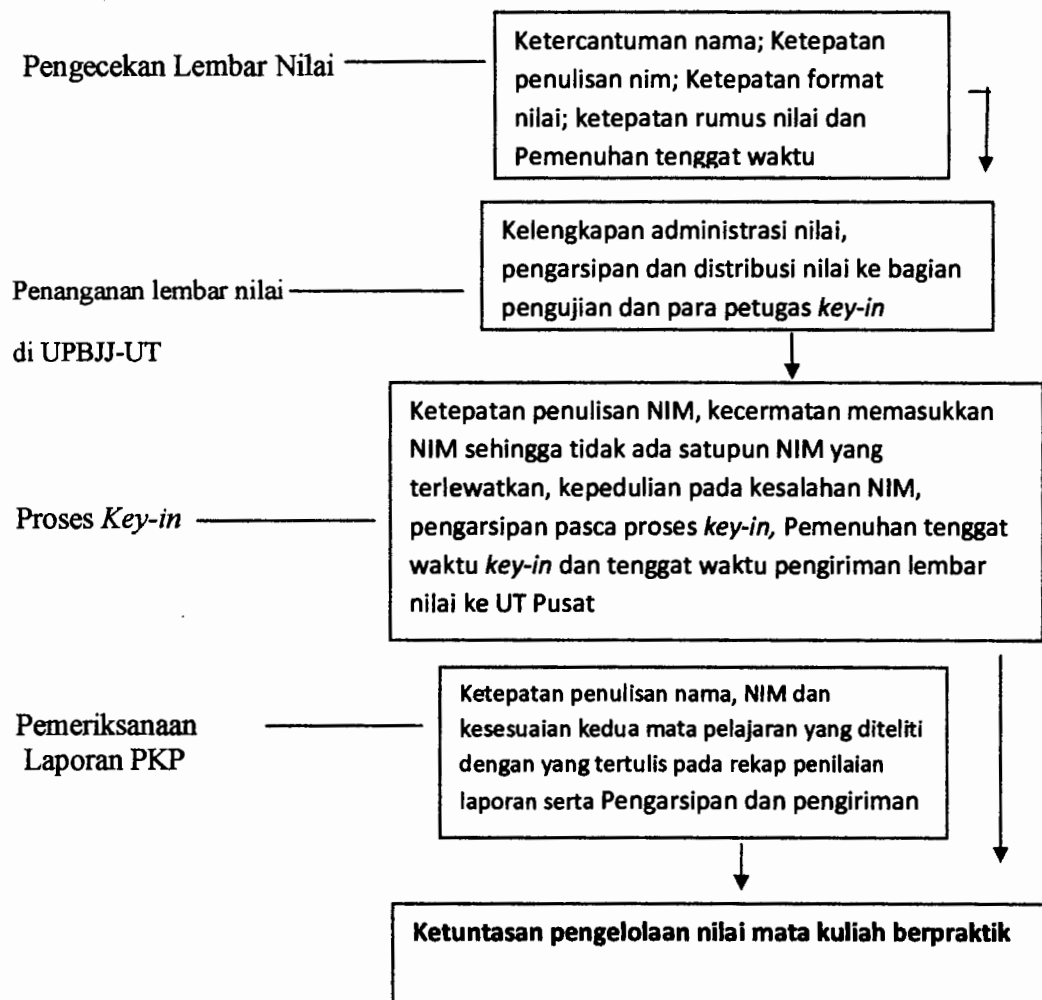 Pengecekan Lembar Nilai
Ketercantuman nama; Ketepatan
penulisan nim; Ketepatan format
nilai; ketepatan rumus nilai dan
Pemenuhan tenggat waktu
Penanganan lembar nilai
di UPBJJ-UT
Kelengkapan administrasi nilai,
pengarsipan dan distribusi nilai ke bagian
pengujian dan para petugas key-in
Proses Key-in
Ketepatan penulisan NIM, kecermatan memasukkan
NIM sehingga tidak ada satupun NIM yang
terlewatkan, kepedulian pada kesalahan NIM,
pengarsipan pasca proses key-in, Pemenuhan tenggat
waktu key-in dan tenggat waktu pengiriman lembar
nilai ke UT Pusat
Pemeriksanaan
Laporan PKP
Ketepatan penulisan nama, NIM dan
kesesuaian kedua mata pelajaran yang diteliti
dengan yang tertulis pada rekap penilaian
laporan serta Pengarsipan dan pengiriman
Ketuntasan pengelolaan nilai mata kuliah berpraktik